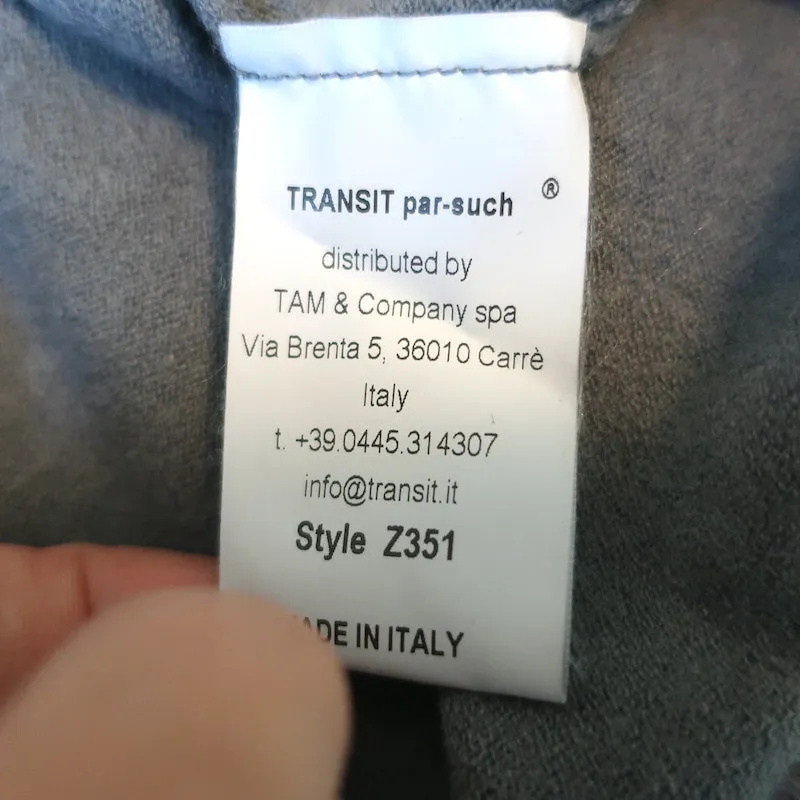 TRANSIT par-such ®
distributed by
TAM & Company spa
Via Brenta 5, 36010 Carrè
Italy
t. +39.0445.314307
info@transit.it
Style Z351
MADE IN ITALY